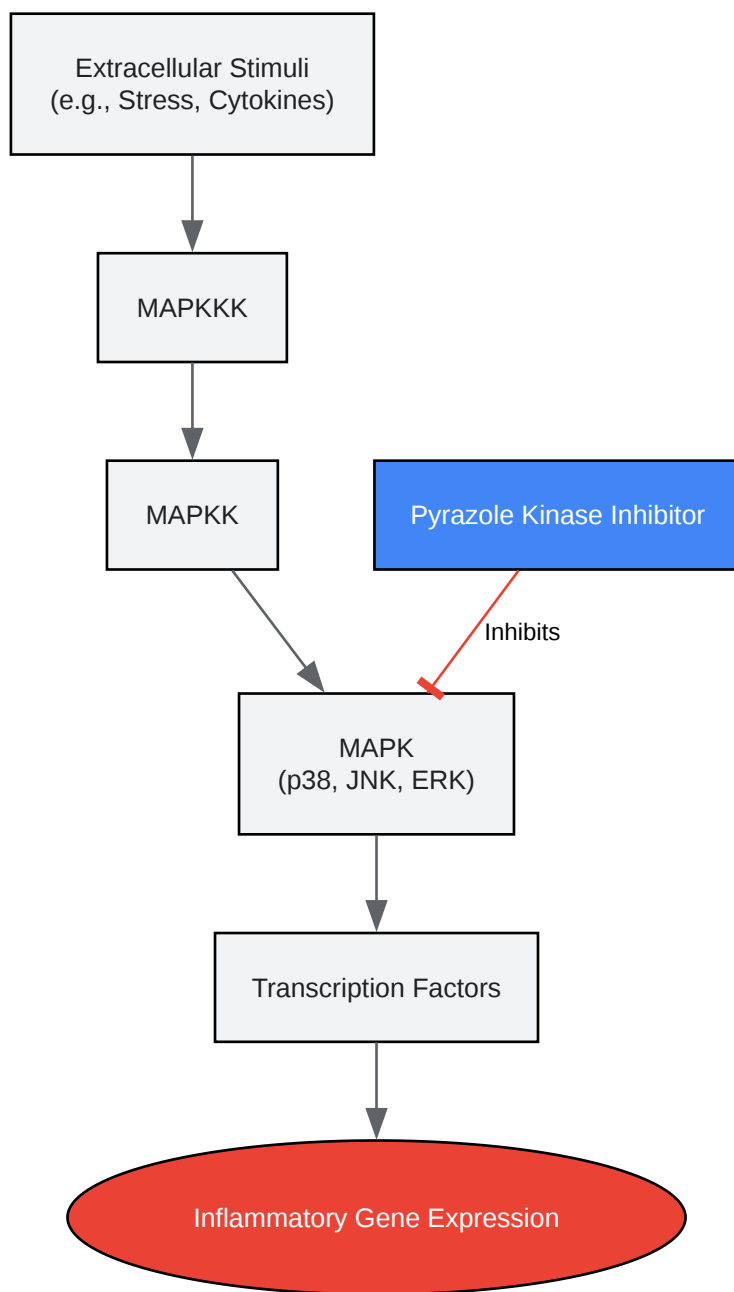 Extracellular Stimuli
(e.g., Stress, Cytokines)
MAPKKK
MAPKK
Pyrazole Kinase Inhibitor
Inhibits
MAPK
(p38, JNK, ERK)
Transcription Factors
Inflammatory Gene Expression